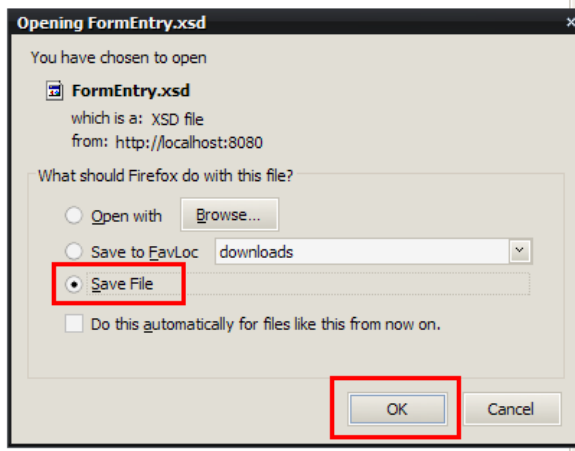 Opening FormEntry.xsd
You have chosen to open
FormEntry.xsd
which is a: XSD file
from: http://localhost:8080
What should Firefox do with this file?
Open with Browse...
Save to FavLoc downloads
Save File
Do this automatically for files like this from now on.
OK Cancel